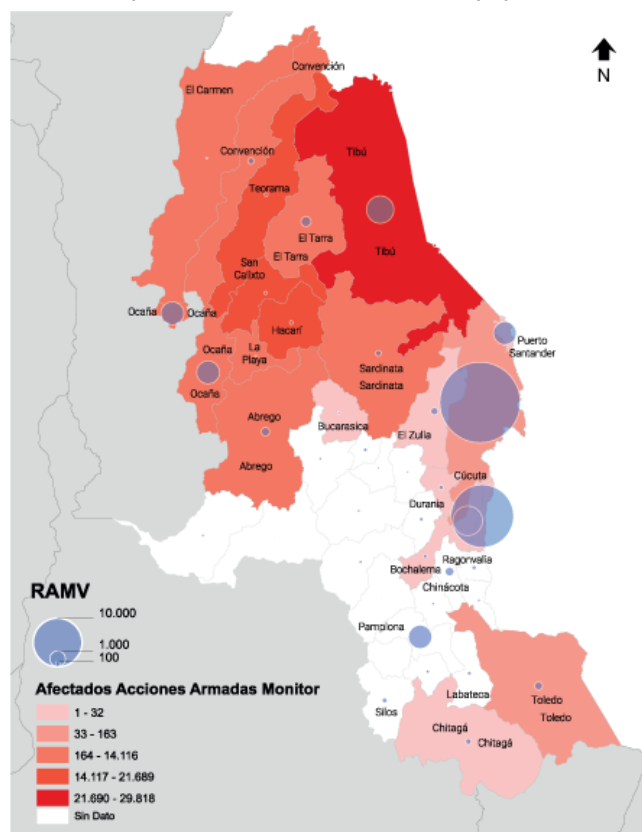 N
Convención
El Carmen
Convención
Tibú
Teorama
El Tarra
El Tarra
Tibú
San
Calixto
Ocaña
Ocaña
Hacarí
Puerto
Santander
Ocaña
La
Playa
Sardinata
Sardinata
Ocaña
Abrego
Bucarasica
El Zulia
Abrego
Cúcuta
Durania
Ragonvalia
Bochalema
Chinácota
Pamplona
Labateca
Toledo
Toledo
Silos
Chitagá
Chitagá
RAMV
10.000
1.000
100
Afectados Acciones Armadas Monitor
1 - 32
33 - 163
164 - 14.116
14.117 - 21.689
21.690 - 29.818
Sin Dato